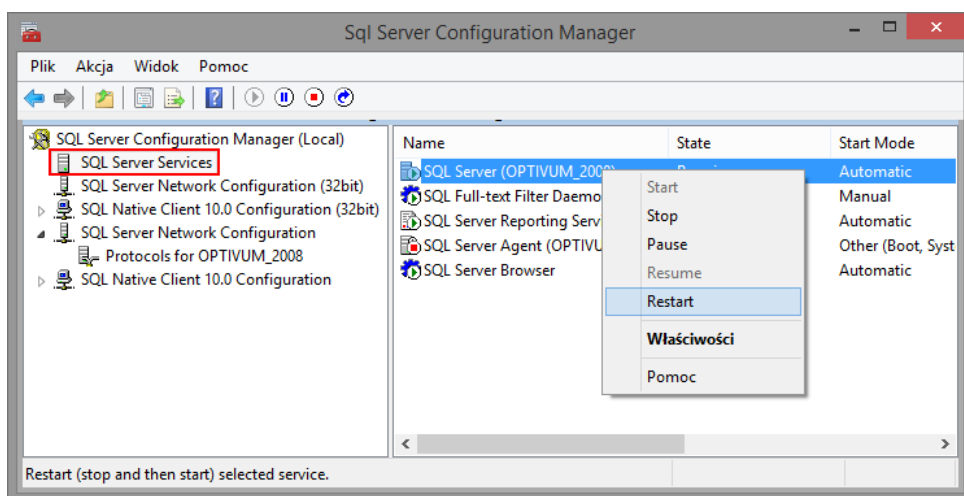 Sql Server Configuration Manager
Plik Akcja Widok Pomoc
SQL Server Configuration Manager (Local)
SQL Server Services
SQL Server Network Configuration (32bit)
SQL Native Client 10.0 Configuration (32bit)
SQL Server Network Configuration
Protocols for OPTIVUM_2008
SQL Native Client 10.0 Configuration
Name State Start Mode
SQL Server (OPTIVUM_2008) Automatic
SQL Full-text Filter Daemo Manual
SQL Server Reporting Serv Automatic
SQL Server Agent (OPTIVU Other (Boot, Syst
SQL Server Browser Automatic
Start
Stop
Pause
Resume
Restart
Właściwości
Pomoc
Restart (stop and then start) selected service.